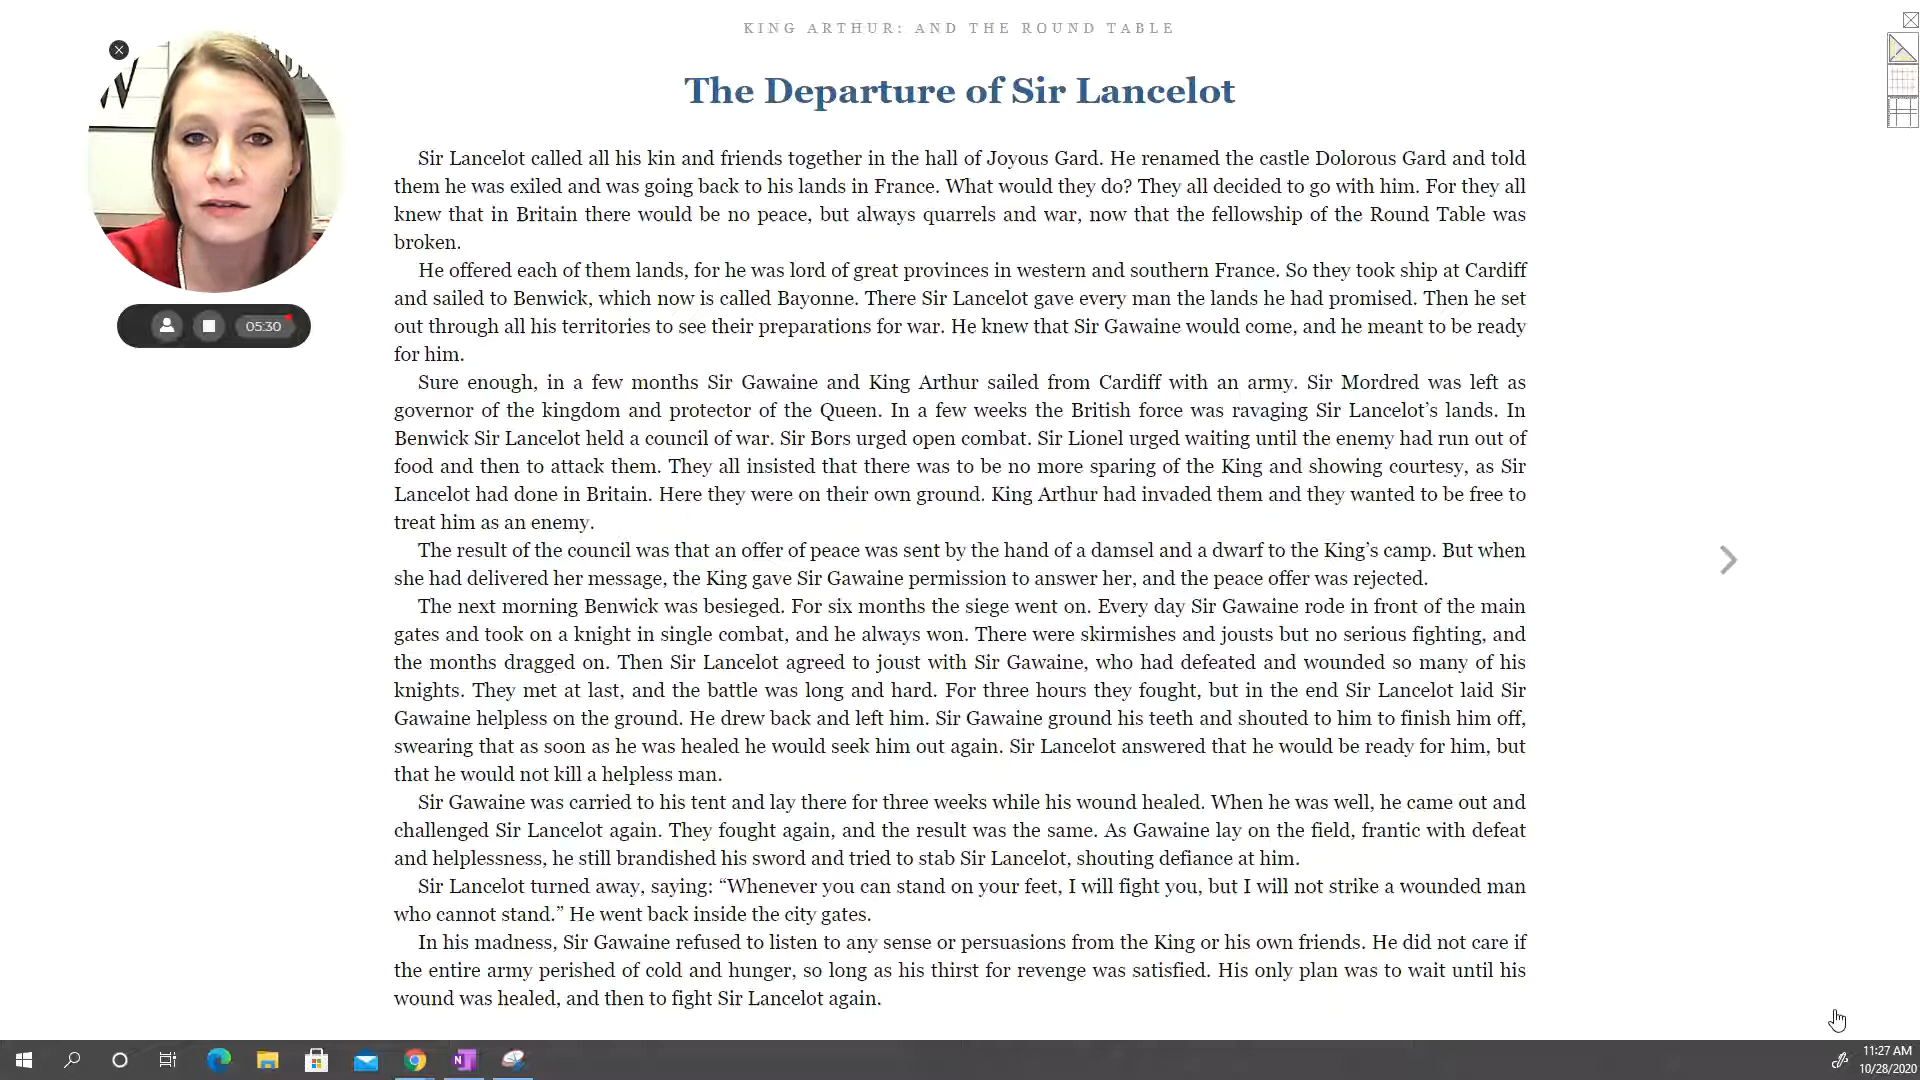 KING ARTHUR: AND THE ROUND TABLE
The Departure of Sir Lancelot
Sir Lancelot called all his kin and friends together in the hall of Joyous Gard. He renamed the castle Dolorous Gard and told
them he was exiled and was going back to his lands in France. What would they do? They all decided to go with him. For they all
knew that in Britain there would be no peace, but always quarrels and war, now that the fellowship of the Round Table was
broken.
He offered each of them lands, for he was lord of great provinces in western and southern France. So they took ship at Cardiff
and sailed to Benwick, which now is called Bayonne. There Sir Lancelot gave every man the lands he had promised. Then he set
out through all his territories to see their preparations for war. He knew that Sir Gawaine would come, and he meant to be ready
for him.
Sure enough, in a few months Sir Gawaine and King Arthur sailed from Cardiff with an army. Sir Mordred was left as
governor of the kingdom and protector of the Queen. In a few weeks the British force was ravaging Sir Lancelot’s lands. In
Benwick Sir Lancelot held a council of war. Sir Bors urged open combat. Sir Lionel urged waiting until the enemy had run out of
food and then to attack them. They all insisted that there was to be no more sparing of the King and showing courtesy, as Sir
Lancelot had done in Britain. Here they were on their own ground. King Arthur had invaded them and they wanted to be free to
treat him as an enemy.
The result of the council was that an offer of peace was sent by the hand of a damsel and a dwarf to the King’s camp. But when
she had delivered her message, the King gave Sir Gawaine permission to answer her, and the peace offer was rejected.
The next morning Benwick was besieged. For six months the siege went on. Every day Sir Gawaine rode in front of the main
gates and took on a knight in single combat, and he always won. There were skirmishes and jousts but no serious fighting, and
the months dragged on. Then Sir Lancelot agreed to joust with Sir Gawaine, who had defeated and wounded so many of his
knights. They met at last, and the battle was long and hard. For three hours they fought, but in the end Sir Lancelot laid Sir
Gawaine helpless on the ground. He drew back and left him. Sir Gawaine ground his teeth and shouted to him to finish him off,
swearing that as soon as he was healed he would seek him out again. Sir Lancelot answered that he would be ready for him, but
that he would not kill a helpless man.
Sir Gawaine was carried to his tent and lay there for three weeks while his wound healed. When he was well, he came out and
challenged Sir Lancelot again. They fought again, and the result was the same. As Gawaine lay on the field, frantic with defeat
and helplessness, he still brandished his sword and tried to stab Sir Lancelot, shouting defiance at him.
Sir Lancelot turned away, saying: “Whenever you can stand on your feet, I will fight you, but I will not strike a wounded man
who cannot stand.” He went back inside the city gates.
In his madness, Sir Gawaine refused to listen to any sense or persuasions from the King or his own friends. He did not care if
the entire army perished of cold and hunger, so long as his thirst for revenge was satisfied. His only plan was to wait until his
wound was healed, and then to fight Sir Lancelot again.
05:30
11:27 AM
10/28/2020